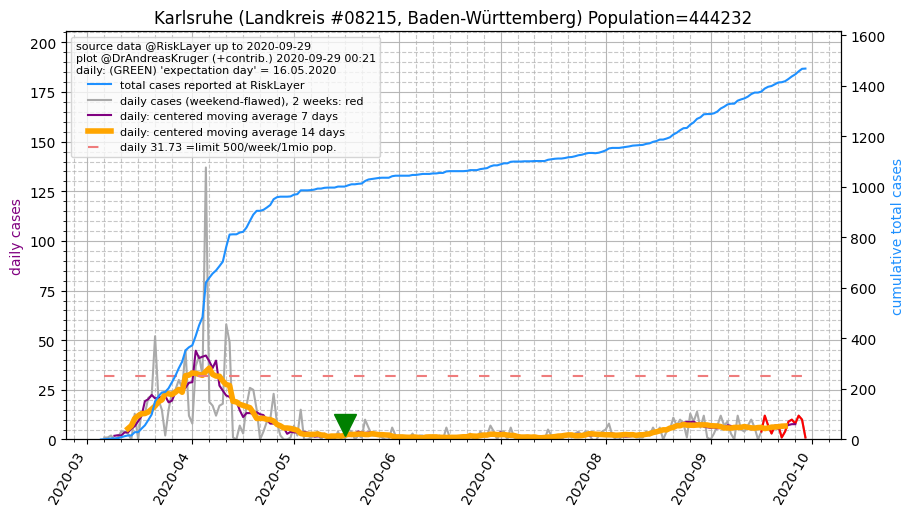 Karlsruhe (Landkreis #08215, Baden-Württemberg) Population=444232
source data @RiskLayer up to 2020-09-29
plot @DrAndreasKruger (+contrib.) 2020-09-29 00:21
daily: (GREEN) 'expectation day' = 16.05.2020
total cases reported at RiskLayer
daily cases (weekend-flawed), 2 weeks: red
daily: centered moving average 7 days
daily: centered moving average 14 days
daily 31.73 =limit 500/week/1mio pop.
daily cases
200
175
150
125
100
75
50
25
0
1600
1400
1200
1000
800
600
400
200
0
cumulative total cases
2020-03
2020-04
2020-05
2020-06
2020-07
2020-08
2020-09
2020-10